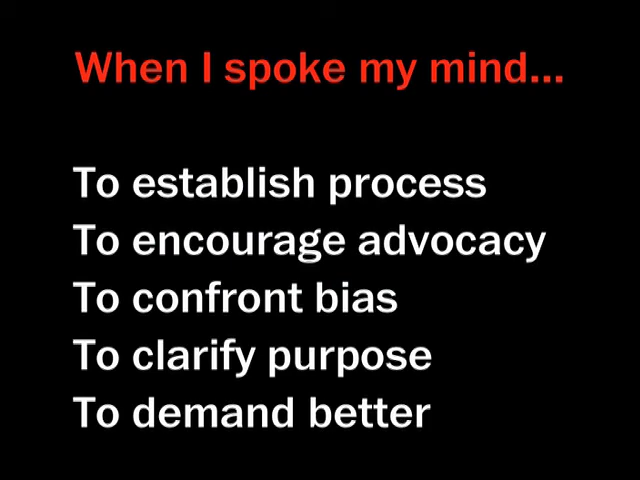 When I spoke my mind...
To establish process
To encourage advocacy
To confront bias
To clarify purpose
To demand better